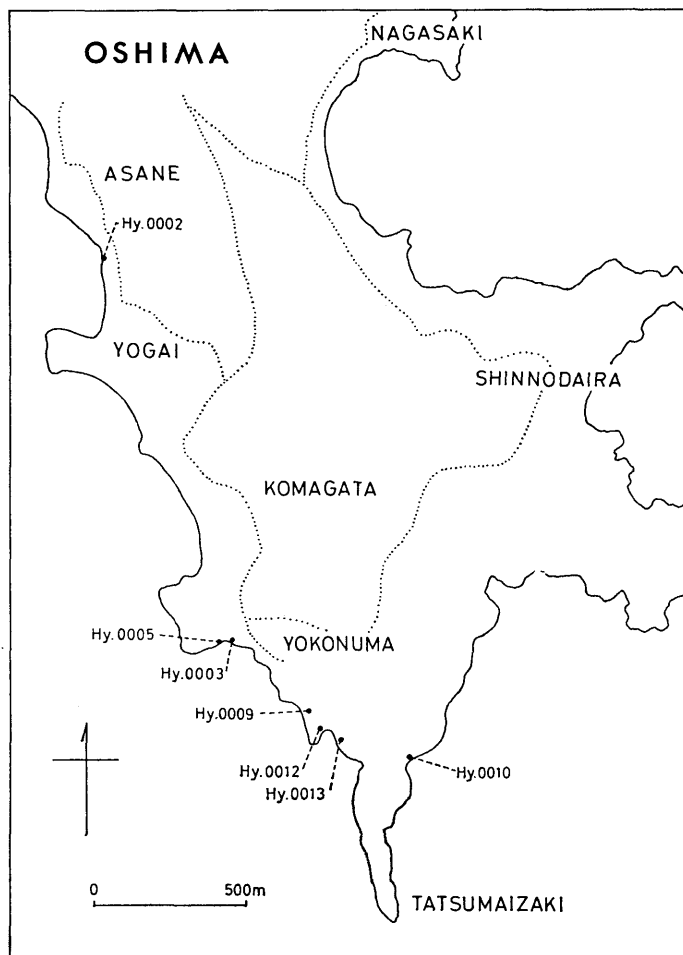 NAGASAKI
OSHIMA
ASANE
Hy.0002
YOGAI
SHINNODAIRA
KOMAGATA
Hy.0005
YOKONUMA
Hy.0003
Hy.0009
Hy.0012
Hy.0010
Hy.0013
0 500m
TATSUMAIZAKI